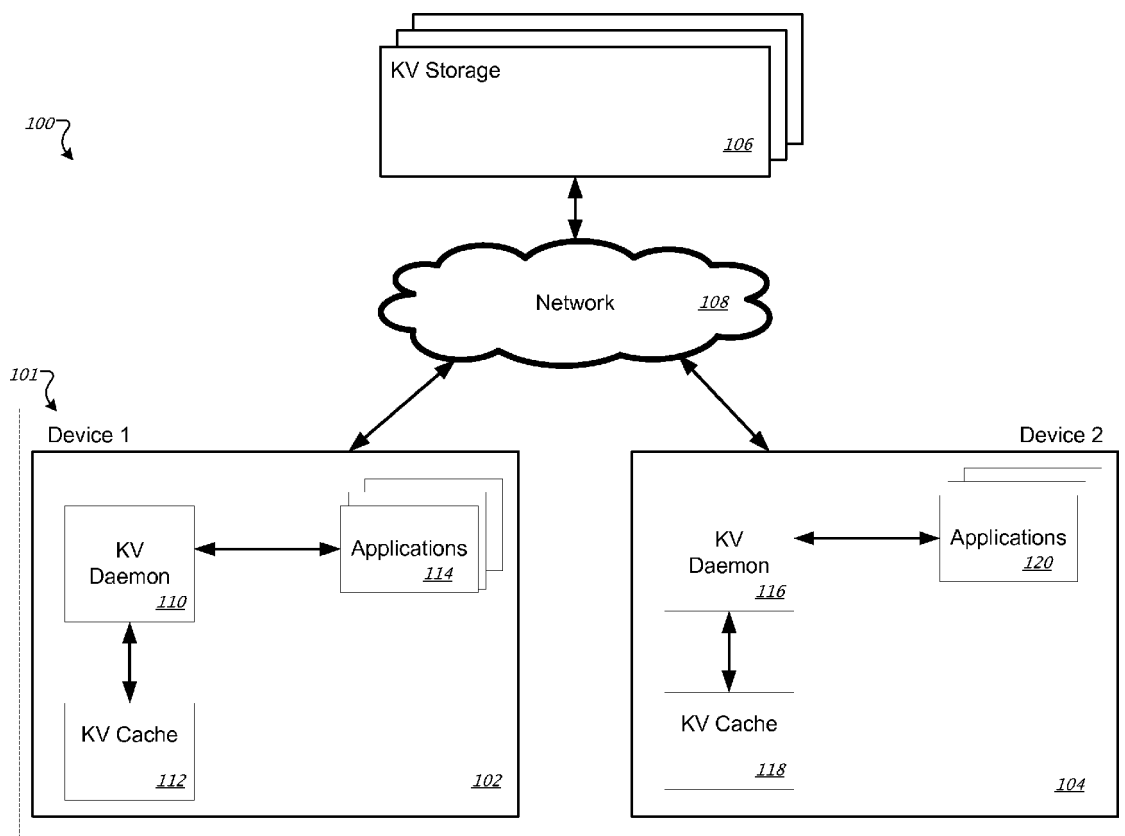 KV Storage
106
100
Network
108
101
Device 1
Device 2
KV
Daemon
110
Applications
114
KV Cache
112
102
KV
Daemon
116
Applications
120
KV Cache
118
104